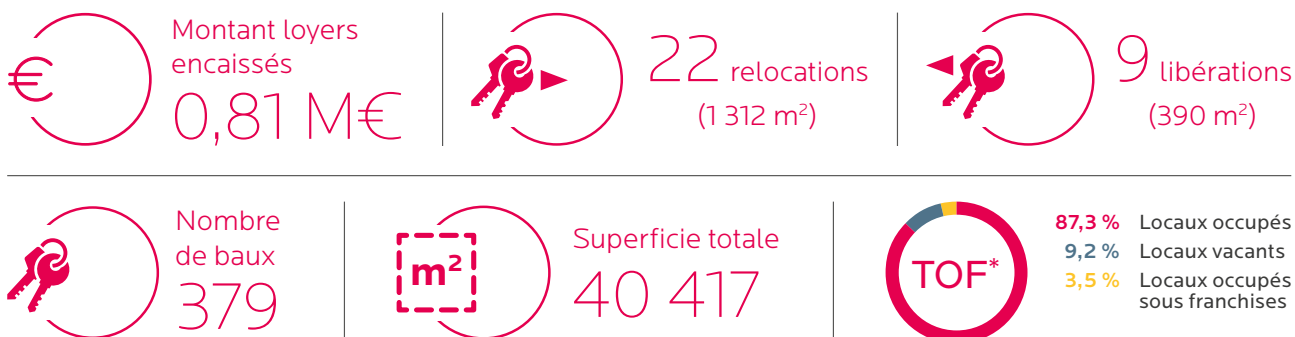 Montant loyers
encaissés
0,81 M€
22 relocations
(1 312 m²)
9 libérations
(390 m²)
Nombre
de baux
379
m²
Superficie totale
40 417
TOF*
87,3 % Locaux occupés
9,2 % Locaux vacants
3,5 % Locaux occupés
sous franchises